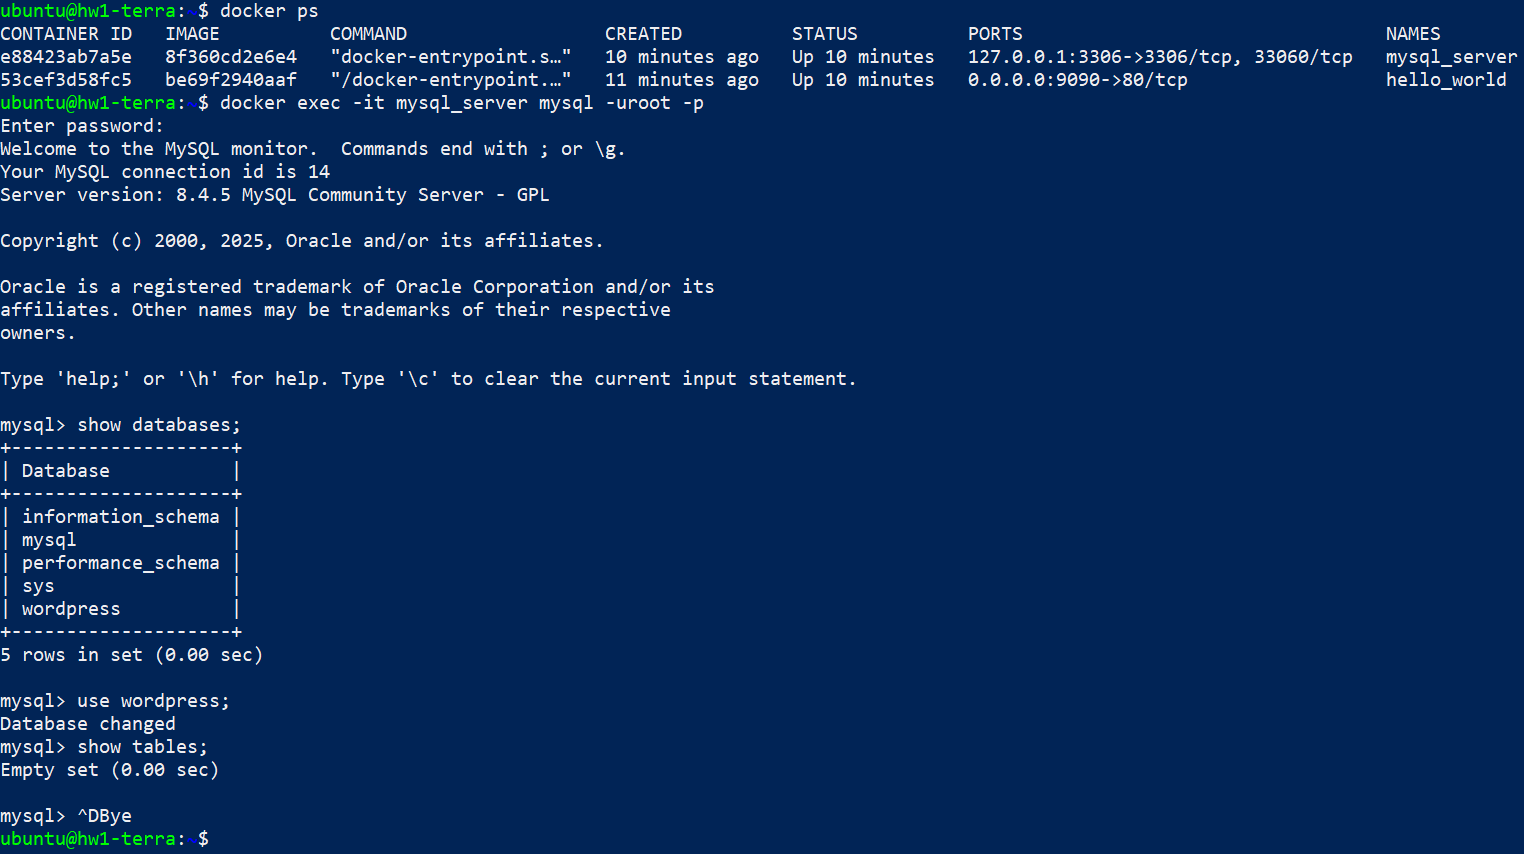 ubuntu@hw1-terra:~$ docker ps
CONTAINER ID   IMAGE          COMMAND                  CREATED          STATUS          PORTS                                 NAMES
e88423ab7a5e   8f360cd2e6e4   "docker-entrypoint.s…"   10 minutes ago   Up 10 minutes   127.0.0.1:3306->3306/tcp, 33060/tcp   mysql_server
53cef3d58fc5   be69f2940aaf   "/docker-entrypoint.…"   11 minutes ago   Up 10 minutes   0.0.0.0:9090->80/tcp                  hello_world
ubuntu@hw1-terra:~$ docker exec -it mysql_server mysql -uroot -p
Enter password:
Welcome to the MySQL monitor.  Commands end with ; or \g.
Your MySQL connection id is 14
Server version: 8.4.5 MySQL Community Server - GPL

Copyright (c) 2000, 2025, Oracle and/or its affiliates.

Oracle is a registered trademark of Oracle Corporation and/or its
affiliates. Other names may be trademarks of their respective
owners.

Type 'help;' or '\h' for help. Type '\c' to clear the current input statement.

mysql> show databases;
+--------------------+
| Database           |
+--------------------+
| information_schema |
| mysql              |
| performance_schema |
| sys                |
| wordpress          |
+--------------------+
5 rows in set (0.00 sec)

mysql> use wordpress;
Database changed
mysql> show tables;
Empty set (0.00 sec)

mysql> ^DBye
ubuntu@hw1-terra:~$